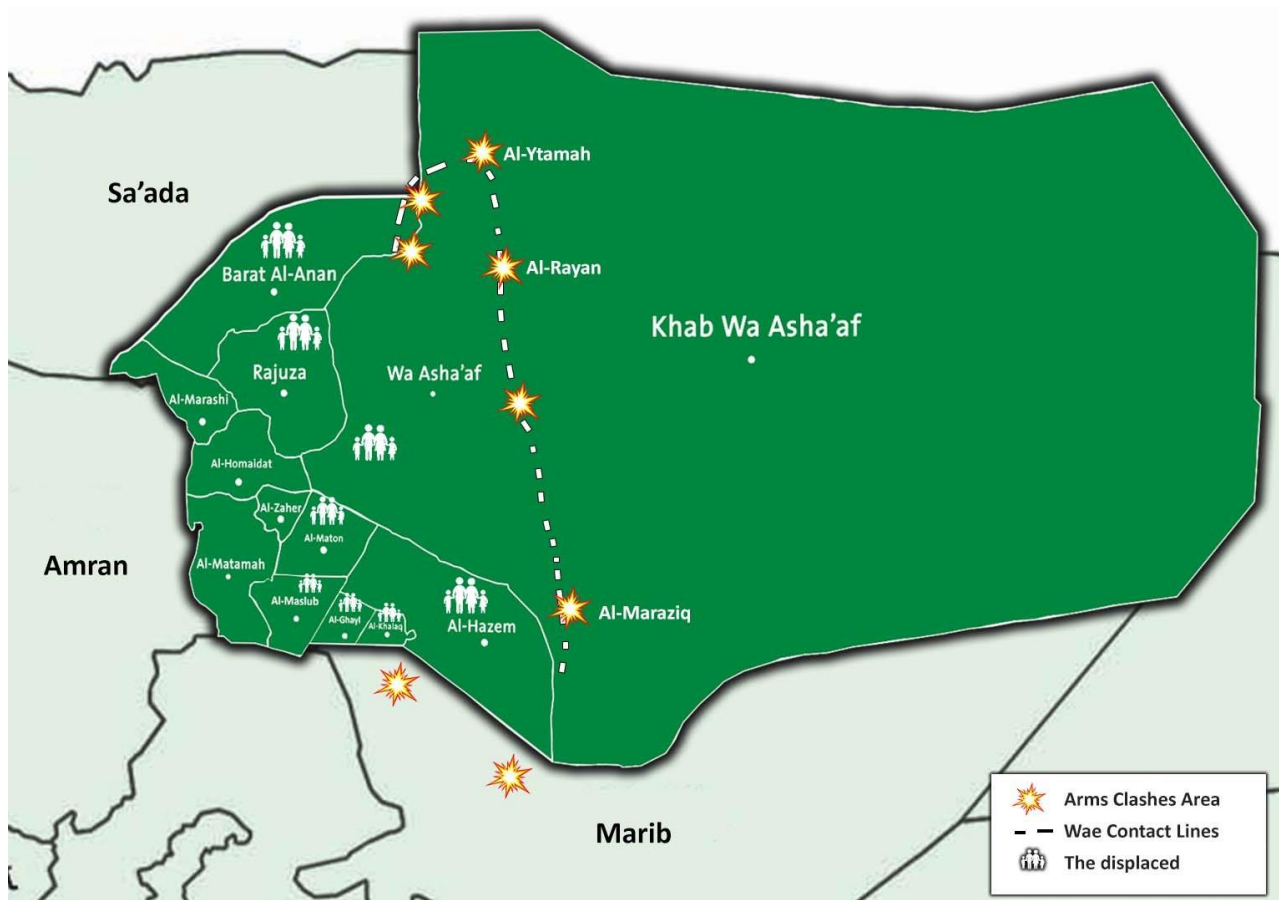 Al-Ytamah
Sa’ada
Barat Al-Anan
Al-Rayan
Khab Wa Asha’af
Rajuza
Wa Asha’af
Al-Marashi
Al-Homaidat
Al-Zaher
Al-Maton
Amran
Al-Matamah
Al-Maslub
Al-Ghayl
Al-Khalaq
Al-Hazem
Al-Maraziq
Marib
Arms Clashes Area
Wae Contact Lines
The displaced